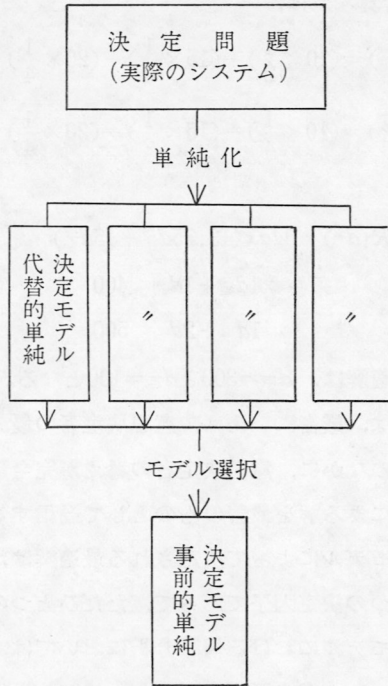 決定問題
(実際のシステム)
単純化
代替的単純
決定モデル
〃
〃
〃
モデル選択
事前的単純
決定モデル